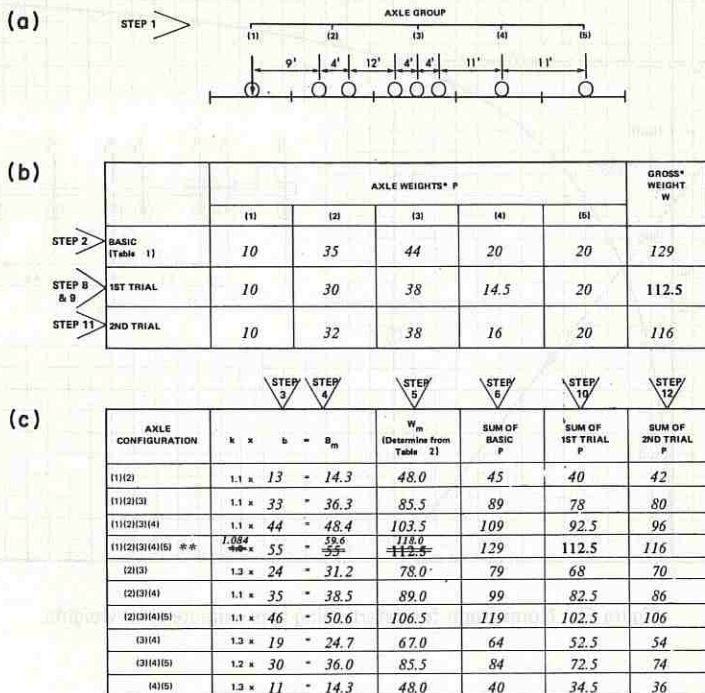 (a)
STEP 1
AXLE GROUP
(1) (2) (3) (4) (5)
9' 4' 12' 4' 4' 11' 11'
(b)
AXLE WEIGHTS* P
GROSS*
WEIGHT
W
(1) (2) (3) (4) (5)
STEP 2 BASIC (Table 1) 10 35 44 20 20 129
STEP 8 & 9 1ST TRIAL 10 30 38 14.5 20 112.5
STEP 11 2ND TRIAL 10 32 38 16 20 116
(c)
STEP 3 STEP 4 STEP 5 STEP 6 STEP 10 STEP 12
AXLE CONFIGURATION k x b = Bm Wm (Determine from Table 2) SUM OF BASIC P SUM OF 1ST TRIAL P SUM OF 2ND TRIAL P
(1)(2) 1.1 x 13 = 14.3 48.0 45 40 42
(1)(2)(3) 1.1 x 33 = 36.3 85.5 89 78 80
(1)(2)(3)(4) 1.1 x 44 = 48.4 103.5 109 92.5 96
1.084 59.6 118.0
(1)(2)(3)(4)(5) ** x 55 = 55 112.5 129 112.5 116
(2)(3) 1.3 x 24 = 31.2 78.0 79 68 70
(2)(3)(4) 1.1 x 35 = 38.5 89.0 99 82.5 86
(2)(3)(4)(5) 1.1 x 46 = 50.6 106.5 119 102.5 106
(3)(4) 1.3 x 19 = 24.7 67.0 64 52.5 54
(3)(4)(5) 1.2 x 30 = 36.0 85.5 84 72.5 74
(4)(5) 1.3 x 11 = 14.3 48.0 40 34.5 36